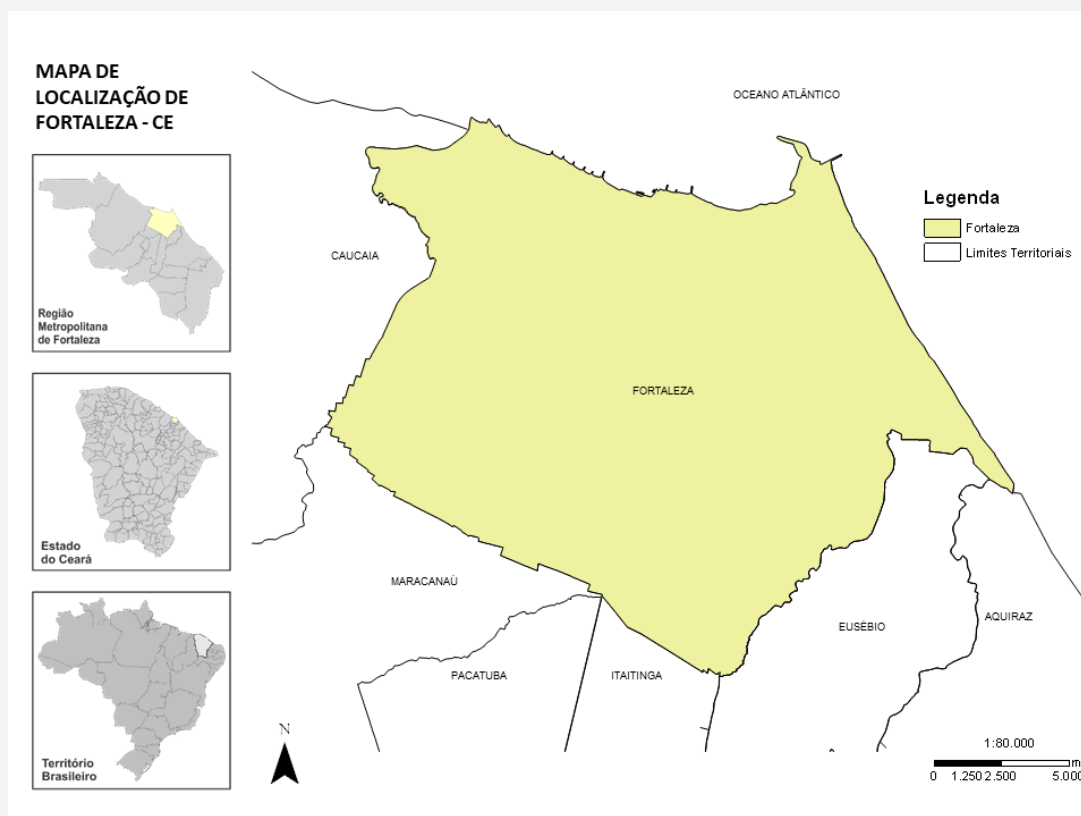 MAPA DE
LOCALIZAÇÃO DE
FORTALEZA - CE
Região
Metropolitana
de Fortaleza
Estado
do Ceará
Território
Brasileiro
OCEANO ATLÂNTICO
CAUCAIA
FORTALEZA
MARACANAÙ
PACATUBA
ITAITINGA
EUSÉBIO
AQUIRAZ
N
Legenda
Fortaleza
Limites Territoriais
1:80.000
m
0 1.250 2.500 5.000